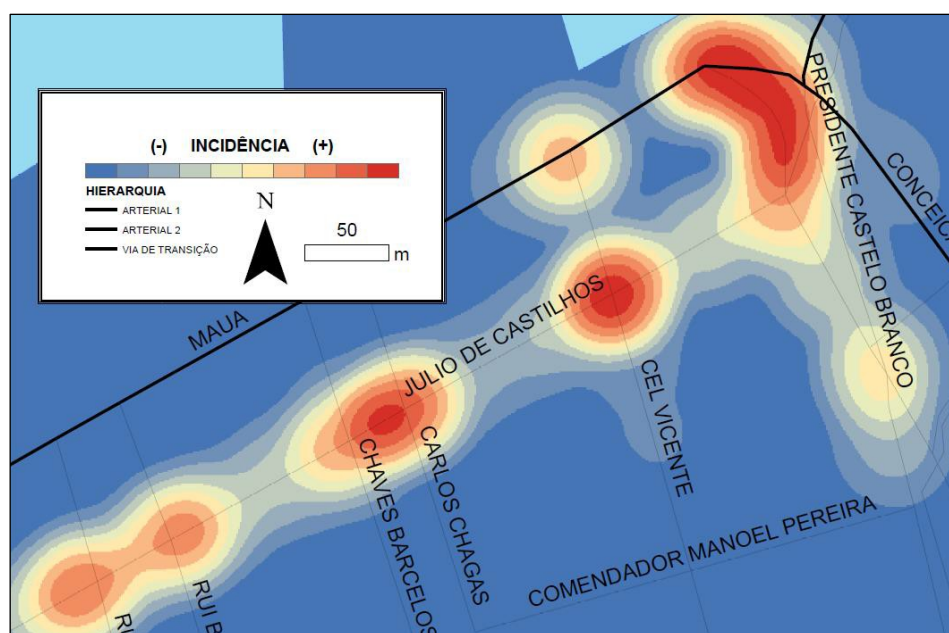 (-) INCIDÊNCIA (+)
HIERARQUIA
ARTERIAL 1
ARTERIAL 2
VIA DE TRANSIÇÃO
N
50
m
PRESIDENTE CASTELO BRANCO
MAUA
JULIO DE CASTILHOS
CEL VICENTE
CHAVES BARCELOS
CARLOS CHAGAS
COMENDADOR MANOEL PEREIRA
RUI B